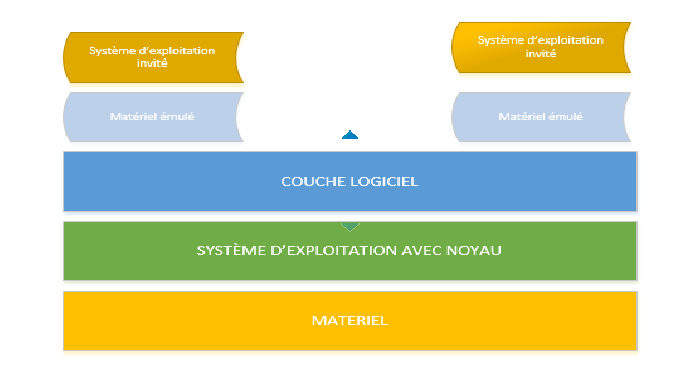 Système d'exploitation
invité
Système d'exploitation
invité
Matériel émulé
Matériel émulé
COUCHE LOGICIEL
SYSTÈME D'EXPLOITATION AVEC NOYAU
MATERIEL